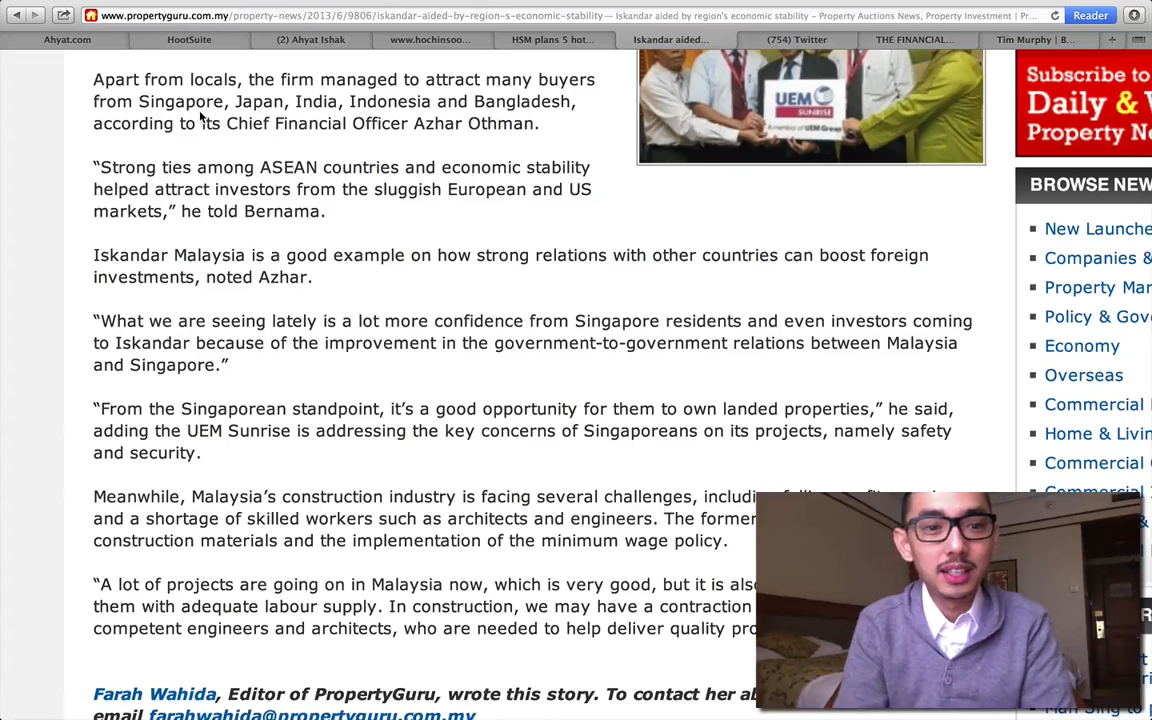 www.propertyguru.com.my/property-news/2013/6/9806/iskandar-aided-by-region-s-economic-stability — Iskandar aided by region's economic stability – Property Auctions News, Property Investment | Pr...
Reader
Ahyat.com
HootSuite
(2) Ahyat Ishak
www.hochinsoo...
HSM plans 5 hot...
Iskandar aided...
(754) Twitter
THE FINANCIAL...
Tim Murphy | B...
Apart from locals, the firm managed to attract many buyers
from Singapore, Japan, India, Indonesia and Bangladesh,
according to its Chief Financial Officer Azhar Othman.
“Strong ties among ASEAN countries and economic stability
helped attract investors from the sluggish European and US
markets,” he told Bernama.
UEM
SUNRISE
A member of UEM Group
Iskandar Malaysia is a good example on how strong relations with other countries can boost foreign
investments, noted Azhar.
“What we are seeing lately is a lot more confidence from Singapore residents and even investors coming
to Iskandar because of the improvement in the government-to-government relations between Malaysia
and Singapore.”
“From the Singaporean standpoint, it’s a good opportunity for them to own landed properties,” he said,
adding the UEM Sunrise is addressing the key concerns of Singaporeans on its projects, namely safety
and security.
Meanwhile, Malaysia’s construction industry is facing several challenges,
and a shortage of skilled workers such as architects and engineers. The former
construction materials and the implementation of the minimum wage policy.
“A lot of projects are going on in Malaysia now, which is very good, but it is also
them with adequate labour supply. In construction, we may have a contraction
competent engineers and architects, who are needed to help deliver quality
Farah Wahida, Editor of PropertyGuru, wrote this story. To contact her
email farahwahida@propertyguru.com.my
Subscribe to
Daily &
Property
BROWSE
New
Companies &
Property
Policy &
Economy
Overseas
Commercial
Home &
Commercial